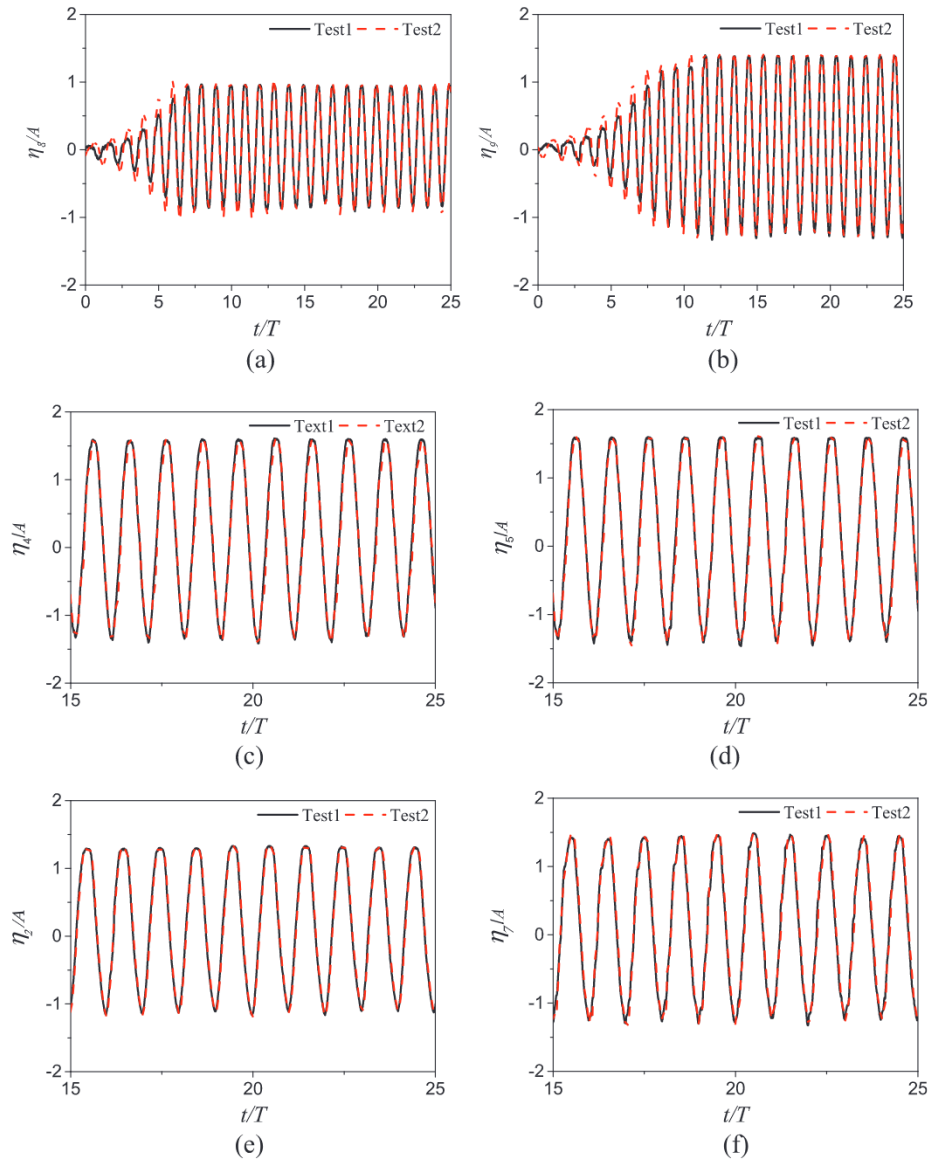 Test1 Test2
2
1
0
-1
-2
η8/A
0 5 10 15 20 25
t/T
(a)
Test1 Test2
2
1
0
-1
-2
η9/A
0 5 10 15 20 25
t/T
(b)
Text1 Text2
2
1
0
-1
-2
η4/A
15 20 25
t/T
(c)
Test1 Test2
2
1
0
-1
-2
η5/A
15 20 25
t/T
(d)
Test1 Test2
2
1
0
-1
-2
η2/A
15 20 25
t/T
(e)
Test1 Test2
2
1
0
-1
-2
η7/A
15 20 25
t/T
(f)